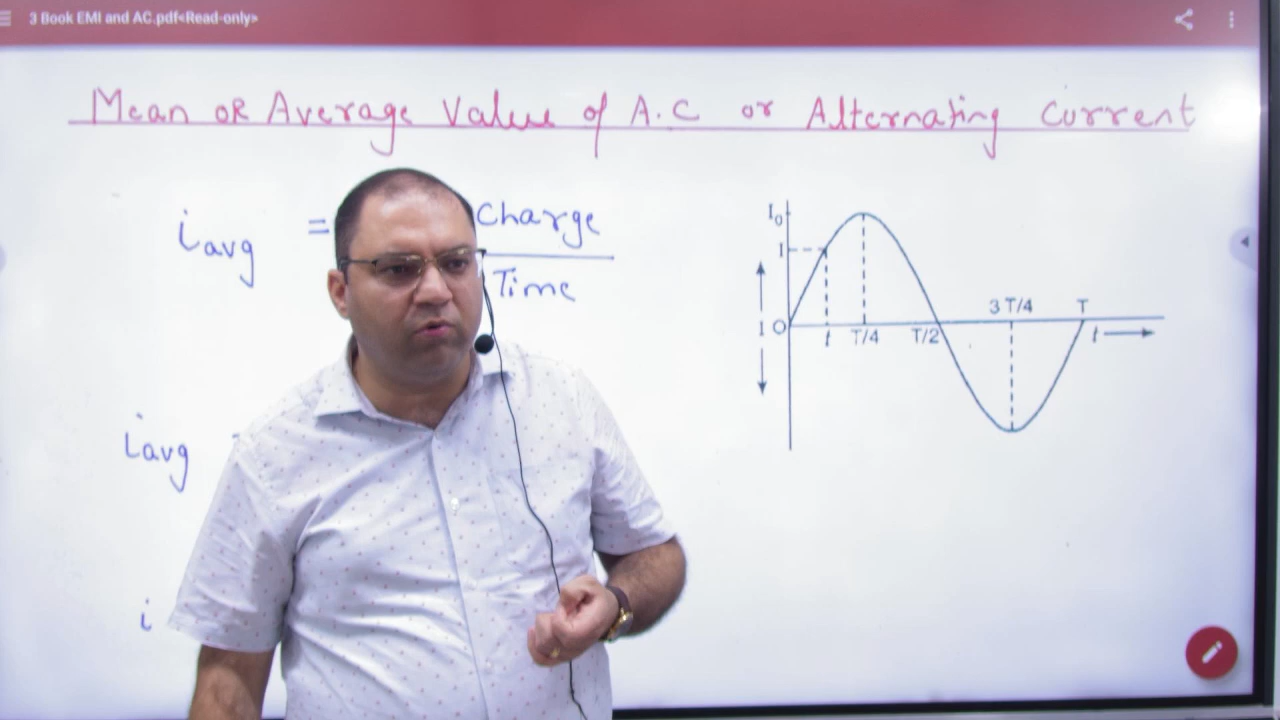 3 Book EMI and AC.pdf<Read-only>
Mean or Average Value of A.C or Alternating Current
iavg = Charge
Time
iavg
i
I₀
I
I O
t T/4 T/2 3 T/4 T t